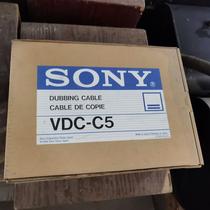 SONY®
DUBBING CABLE
CABLE DE COPIE
VDC-C5